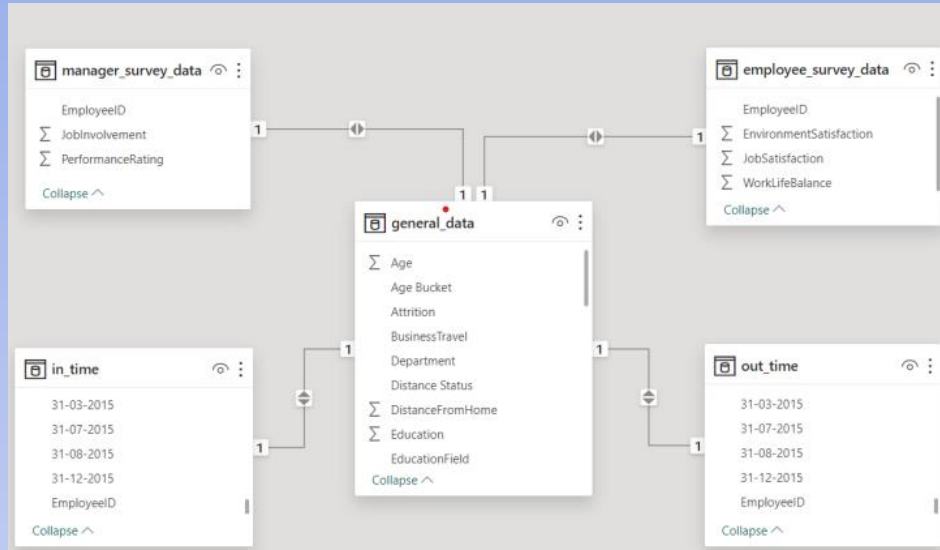 manager_survey_data
EmployeeID
JobInvolvement
PerformanceRating
Collapse
employee_survey_data
EmployeeID
EnvironmentSatisfaction
JobSatisfaction
WorkLifeBalance
Collapse
1
1
1 1
general_data
Age
Age Bucket
Attrition
BusinessTravel
Department
Distance Status
DistanceFromHome
Education
EducationField
Collapse
1
1
in_time
31-03-2015
31-07-2015
31-08-2015
31-12-2015
EmployeeID
Collapse
1
out_time
31-03-2015
31-07-2015
31-08-2015
31-12-2015
EmployeeID
Collapse
1